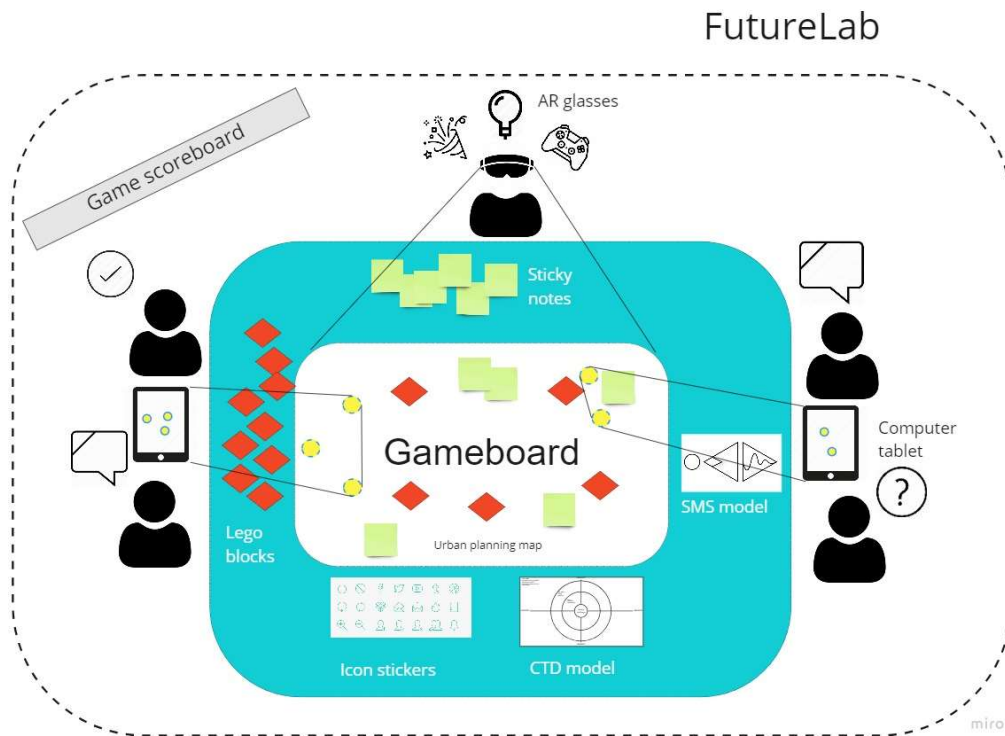 FutureLab
AR glasses
Game scoreboard
Sticky
notes
Gameboard
Computer
tablet
?
SMS model
Lego
blocks
Urban planning map
Icon stickers
CTD model
miro